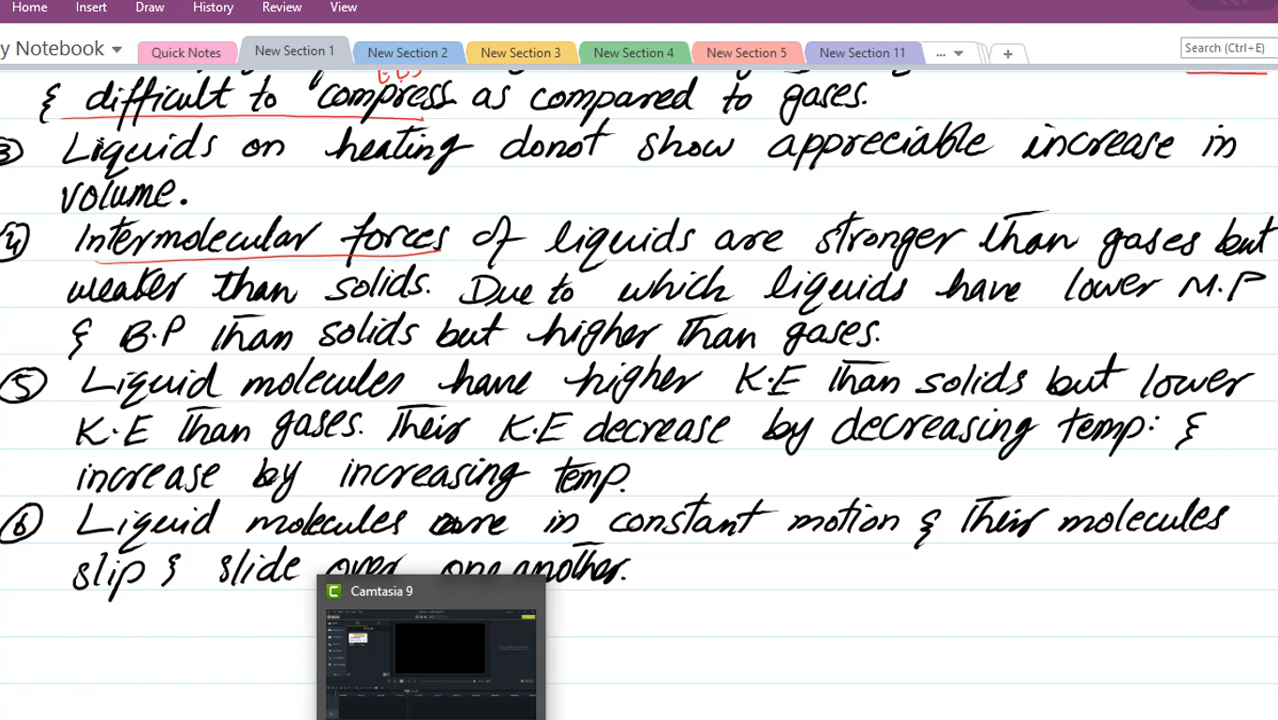 Home Insert Draw History Review View
y Notebook Quick Notes New Section 1 New Section 2 New Section 3 New Section 4 New Section 5 New Section 11 ... + Search (Ctrl+E)
& difficult to compress as compared to gases.
3 Liquids on heating donot show appreciable increase in
volume.
4 Intermolecular forces of liquids are stronger than gases but
weaker than solids. Due to which liquids have lower M.P
& B.P than solids but higher than gases.
5 Liquid molecules have higher K.E than solids but lower
K.E than gases. Their K.E decrease by decreasing temp: &
increase by increasing temp.
6 Liquid molecules are in constant motion & their molecules
slip & slide over one another.
Camtasia 9